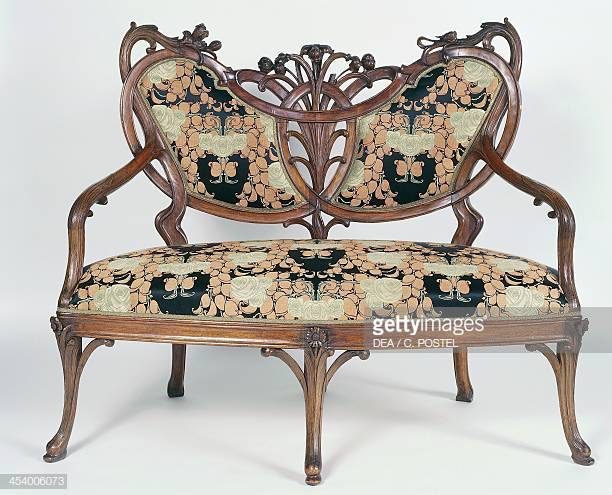 gettyimages
DEA / C. POSTEL
454006073